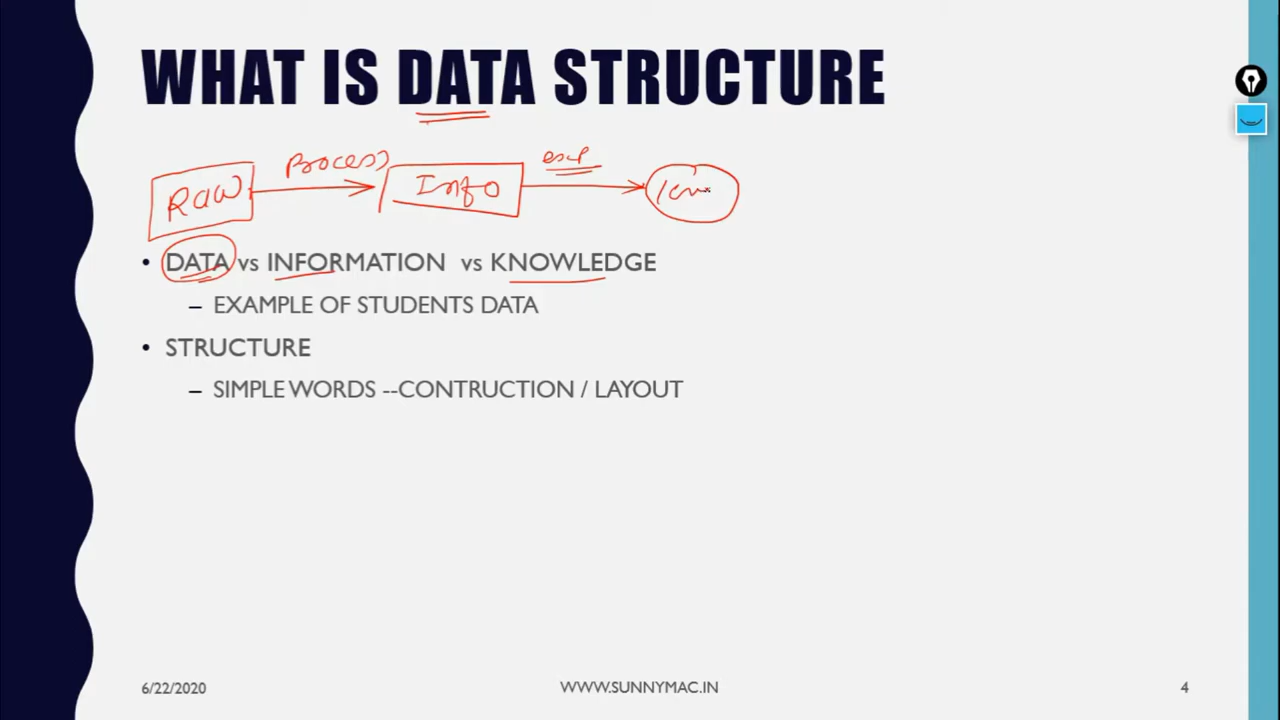 WHAT IS DATA STRUCTURE
Process
Raw Info
• DATA vs INFORMATION vs KNOWLEDGE
– EXAMPLE OF STUDENTS DATA
• STRUCTURE
– SIMPLE WORDS --CONTRUCTION / LAYOUT
6/22/2020 WWW.SUNNYMAC.IN 4